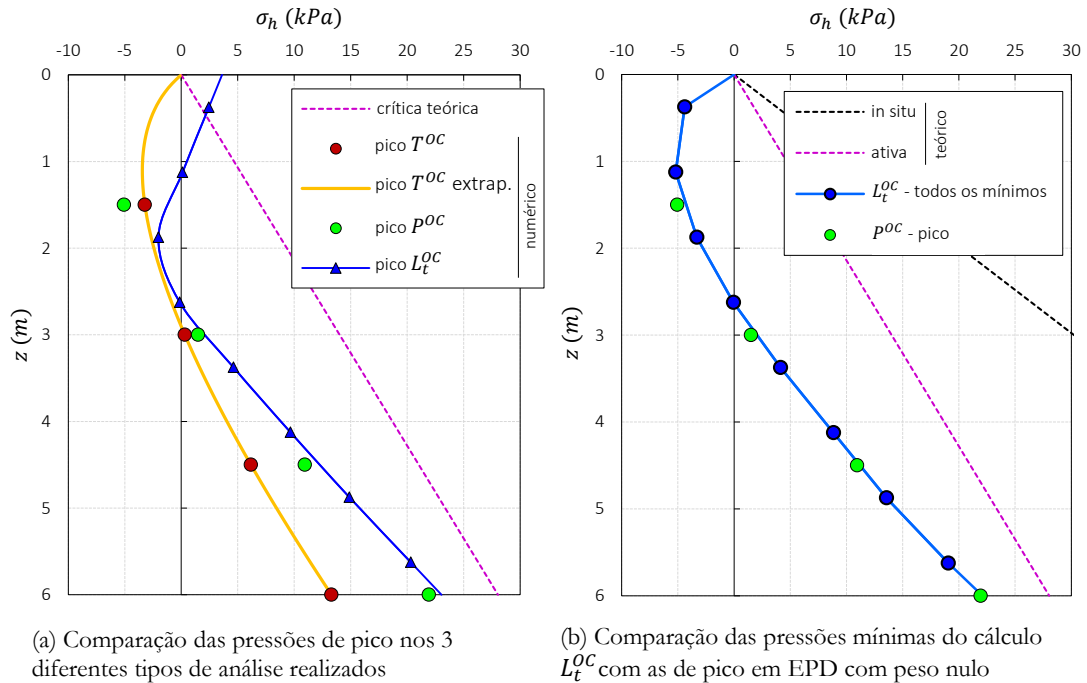 σ_h (kPa)
-10 -5 0 5 10 15 20 25 30
0
1
2
3
4
5
6
z (m)
crítica teórica
pico T^OC
pico T^OC extrap.
pico P^OC
pico L_t^OC
numérico
(a) Comparação das pressões de pico nos 3
diferentes tipos de análise realizados
σ_h (kPa)
-10 -5 0 5 10 15 20 25 30
0
1
2
3
4
5
6
z (m)
in situ
ativa
teórico
L_t^OC - todos os mínimos
P^OC - pico
(b) Comparação das pressões mínimas do cálculo
L_t^OC com as de pico em EPD com peso nulo